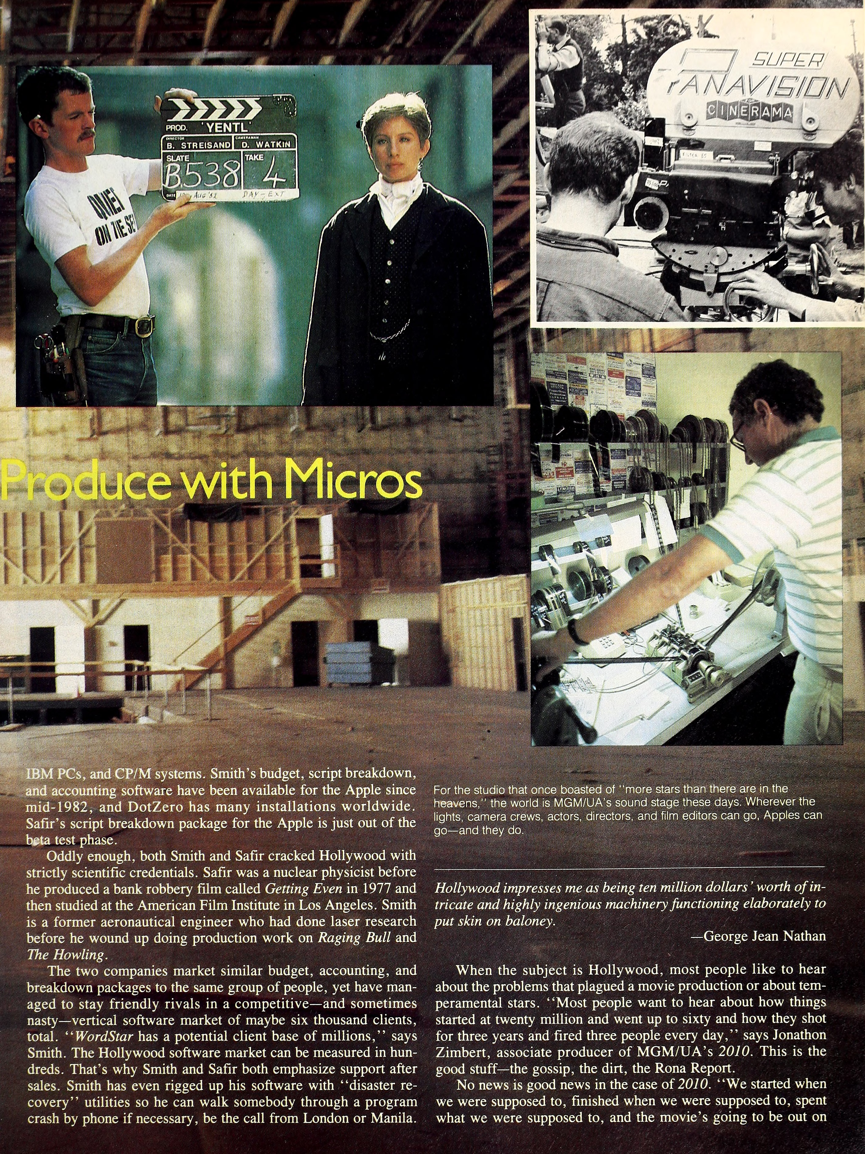 PROD. "YENTL"
DIRECTOR
CAMERAMAN
B. STREISAND
D. WATKIN
SLATE
TAKE
B538
4
Aug '82
DAY-EXT
QUIET
ON THE SET
SUPER
PANAVISION
CINERAMA
Produce with Micros
IBM PCs, and CP/M systems. Smith's budget, script breakdown,
and accounting software have been available for the Apple since
mid-1982, and DotZero has many installations worldwide.
Safir's script breakdown package for the Apple is just out of the
beta test phase.
Oddly enough, both Smith and Safir cracked Hollywood with
strictly scientific credentials. Safir was a nuclear physicist before
he produced a bank robbery film called Getting Even in 1977 and
then studied at the American Film Institute in Los Angeles. Smith
is a former aeronautical engineer who had done laser research
before he wound up doing production work on Raging Bull and
The Howling.
The two companies market similar budget, accounting, and
breakdown packages to the same group of people, yet have man-
aged to stay friendly rivals in a competitive—and sometimes
nasty—vertical software market of maybe six thousand clients,
total. "WordStar has a potential client base of millions," says
Smith. The Hollywood software market can be measured in hun-
dreds. That's why Smith and Safir both emphasize support after
sales. Smith has even rigged up his software with "disaster re-
covery" utilities so he can walk somebody through a program
crash by phone if necessary, be the call from London or Manila.
For the studio that once boasted of "more stars than there are in the
heavens," the world is MGM/UA's sound stage these days. Wherever the
lights, camera crews, actors, directors, and film editors can go, Apples can
go—and they do.
Hollywood impresses me as being ten million dollars' worth of in-
tricate and highly ingenious machinery functioning elaborately to
put skin on baloney.
—George Jean Nathan
When the subject is Hollywood, most people like to hear
about the problems that plagued a movie production or about tem-
peramental stars. "Most people want to hear about how things
started at twenty million and went up to sixty and how they shot
for three years and fired three people every day," says Jonathon
Zimbert, associate producer of MGM/UA's 2010. This is the
good stuff—the gossip, the dirt, the Rona Report.
No news is good news in the case of 2010. "We started when
we were supposed to, finished when we were supposed to, spent
what we were supposed to, and the movie's going to be out on